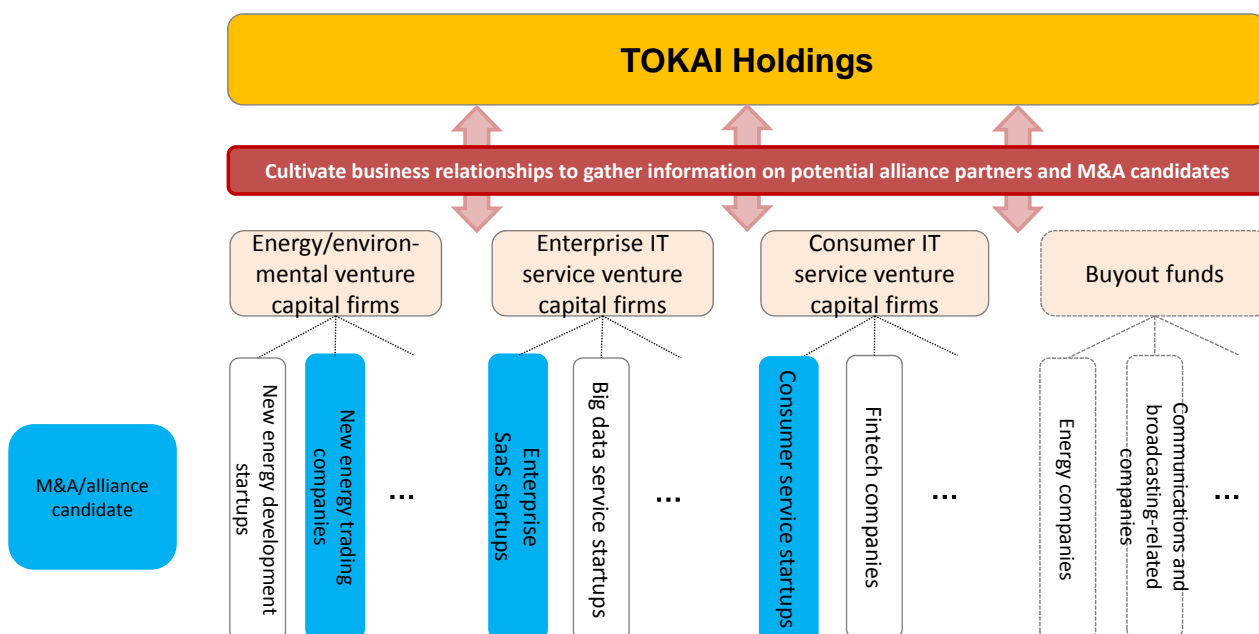 TOKAI Holdings
Cultivate business relationships to gather information on potential alliance partners and M&A candidates
Energy/environ-
mental venture
capital firms
Enterprise IT
service venture
capital firms
Consumer IT
service venture
capital firms
Buyout funds
M&A/alliance
candidate
New energy development
startups
New energy trading
companies
...
Enterprise
SaaS startups
Big data service startups
...
Consumer service startups
Fintech companies
...
Energy companies
Communications and
broadcasting-related
companies
...